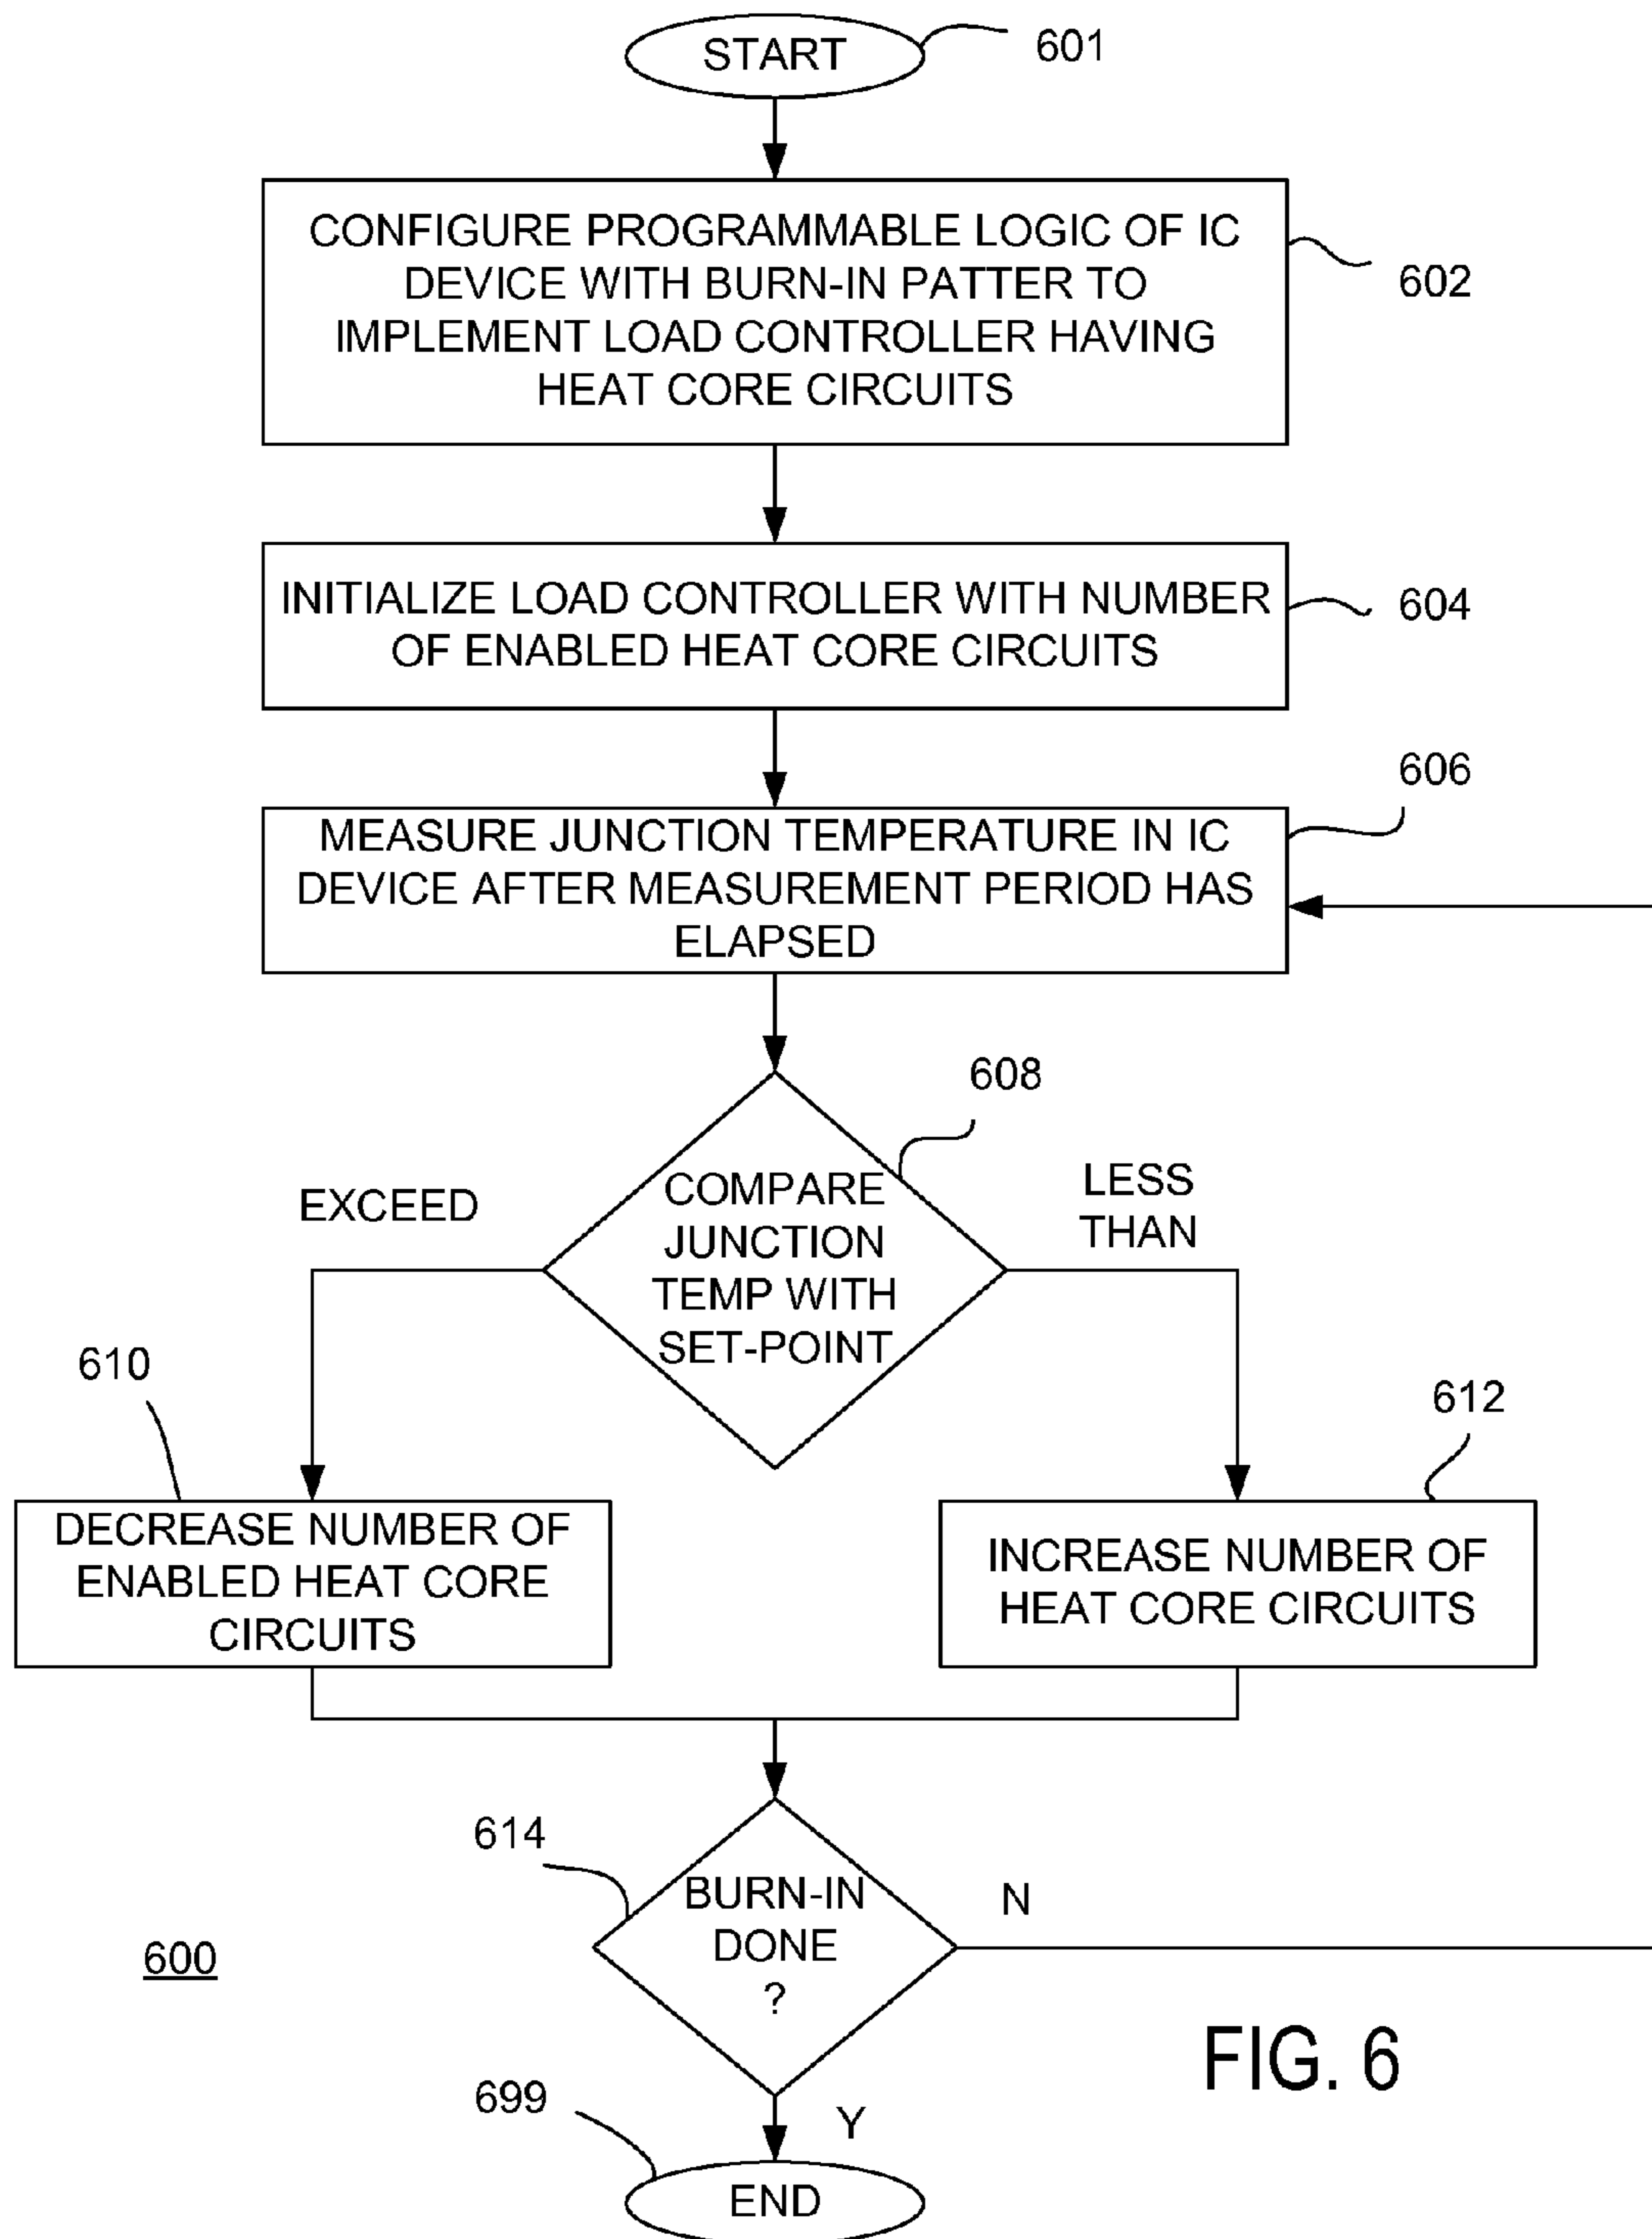 START
601
CONFIGURE PROGRAMMABLE LOGIC OF IC
DEVICE WITH BURN-IN PATTER TO
IMPLEMENT LOAD CONTROLLER HAVING
HEAT CORE CIRCUITS
602
INITIALIZE LOAD CONTROLLER WITH NUMBER
OF ENABLED HEAT CORE CIRCUITS
604
606
MEASURE JUNCTION TEMPERATURE IN IC
DEVICE AFTER MEASUREMENT PERIOD HAS
ELAPSED
608
COMPARE
JUNCTION
TEMP WITH
SET-POINT
EXCEED
LESS
THAN
610
DECREASE NUMBER OF
ENABLED HEAT CORE
CIRCUITS
612
INCREASE NUMBER OF
HEAT CORE CIRCUITS
614
BURN-IN
DONE
?
N
600
FIG. 6
699
Y
END